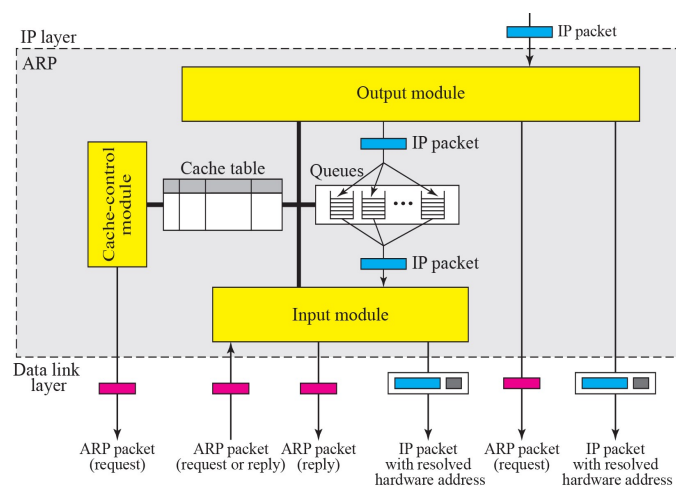 IP layer
IP packet
ARP
Output module
IP packet
Cache table
Queues
Cache-control
module
IP packet
Input module
Data link
layer
ARP packet
(request)
ARP packet
(request or reply)
ARP packet
(reply)
IP packet
with resolved
hardware address
ARP packet
(request)
IP packet
with resolved
hardware address